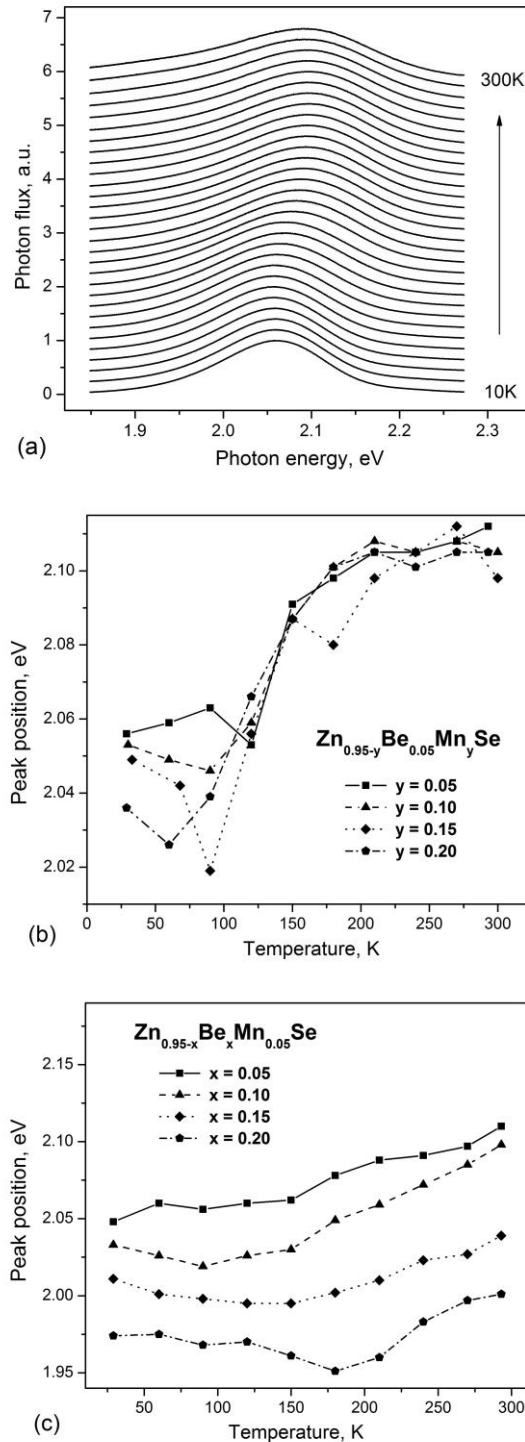 7
6
5
4
3
2
1
0
Photon flux, a.u.
300K
10K
1.9 2.0 2.1 2.2 2.3
(a) Photon energy, eV
2.10
2.08
2.06
2.04
2.02
Peak position, eV
Zn0.95-yBe0.05MnySe
y = 0.05
y = 0.10
y = 0.15
y = 0.20
0 50 100 150 200 250 300
(b) Temperature, K
Zn0.95-xBexMn0.05Se
x = 0.05
x = 0.10
x = 0.15
x = 0.20
2.15
2.10
2.05
2.00
1.95
Peak position, eV
50 100 150 200 250 300
(c) Temperature, K